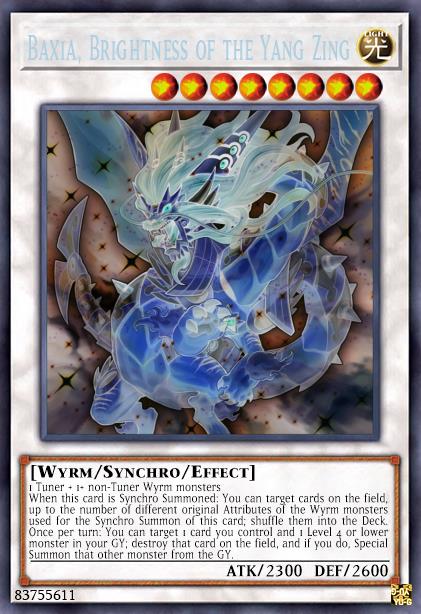 Baxia, Brightness of the Yang Zing
LIGHT
光
[Wyrm/Synchro/Effect]
1 Tuner + 1+ non-Tuner Wyrm monsters
When this card is Synchro Summoned: You can target cards on the field,
up to the number of different original Attributes of the Wyrm monsters
used for the Synchro Summon of this card; shuffle them into the Deck.
Once per turn: You can target 1 card you control and 1 Level 4 or lower
monster in your GY; destroy that card on the field, and if you do, Special
Summon that other monster from the GY.
ATK/2300 DEF/2600
83755611